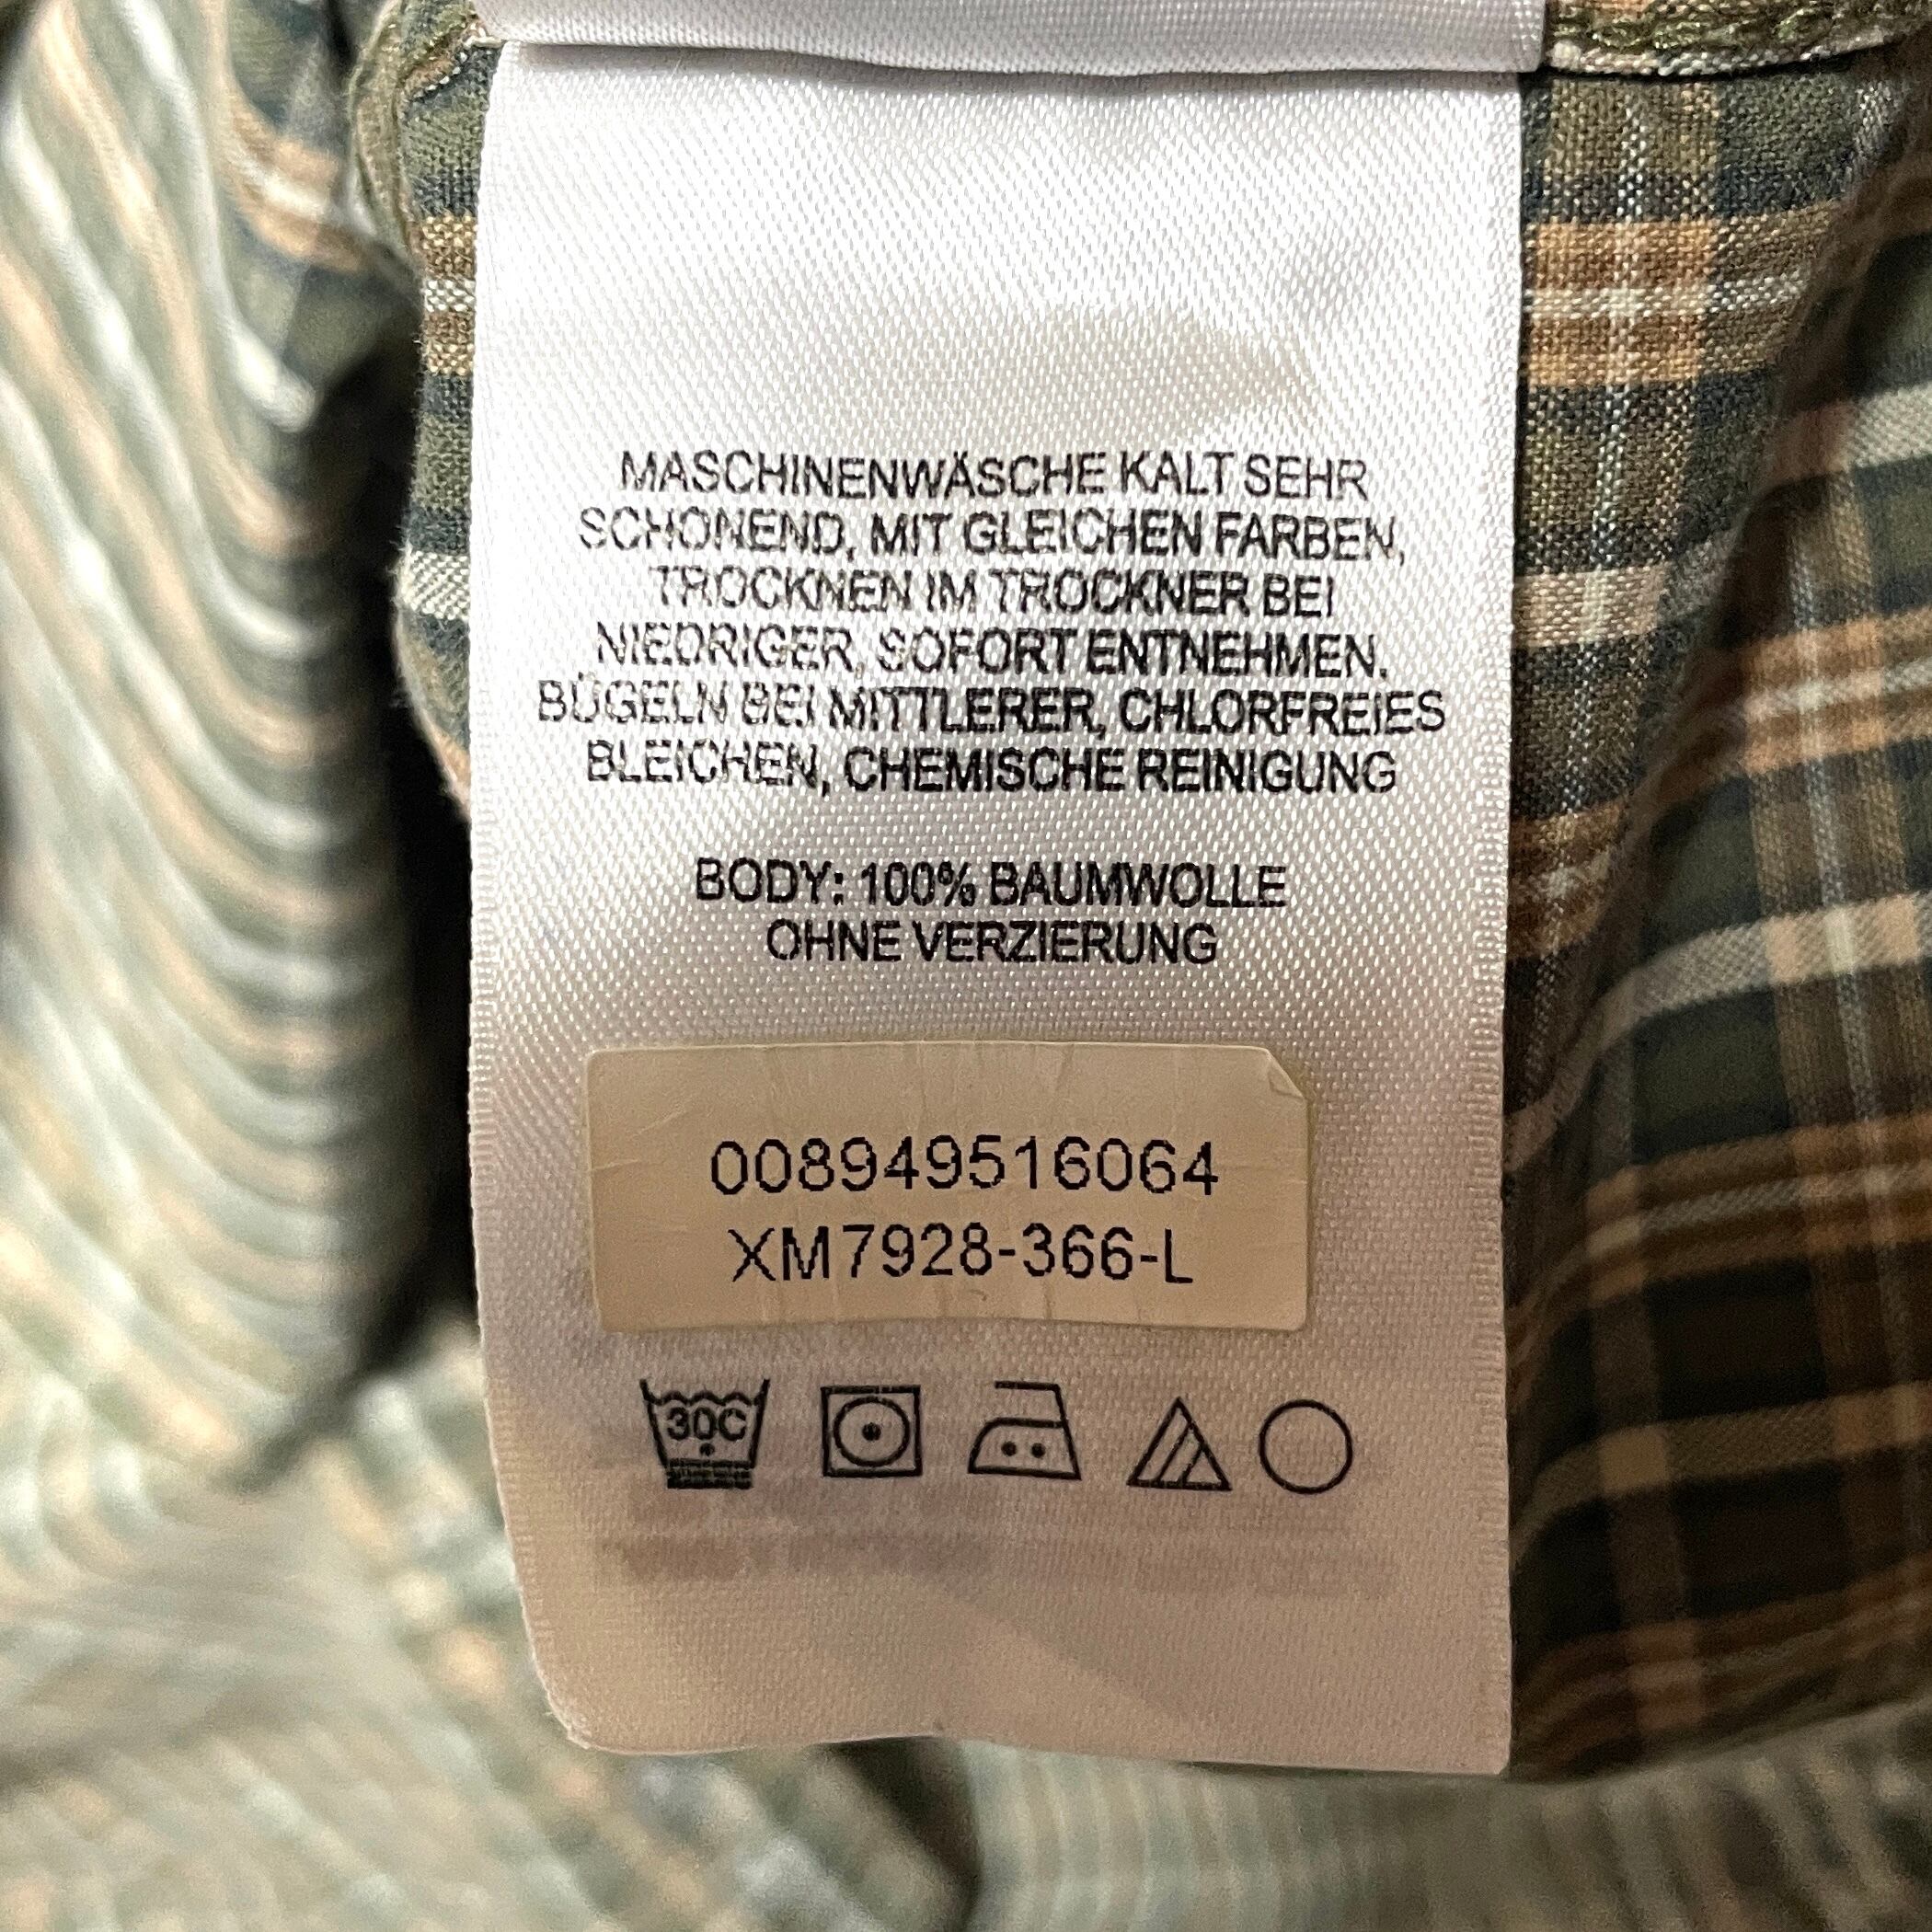 MASCHINENWÄSCHE KALT SEHR
SCHONEND, MIT GLEICHEN FARBEN,
TROCKNEN IM TROCKNER BEI
NIEDRIGER, SOFORT ENTNEHMEN.
BÜGELN BEI MITTLERER, CHLORFREIES
BLEICHEN, CHEMISCHE REINIGUNG
BODY: 100% BAUMWOLLE
OHNE VERZIERUNG
008949516064
XM7928-366-L
30C